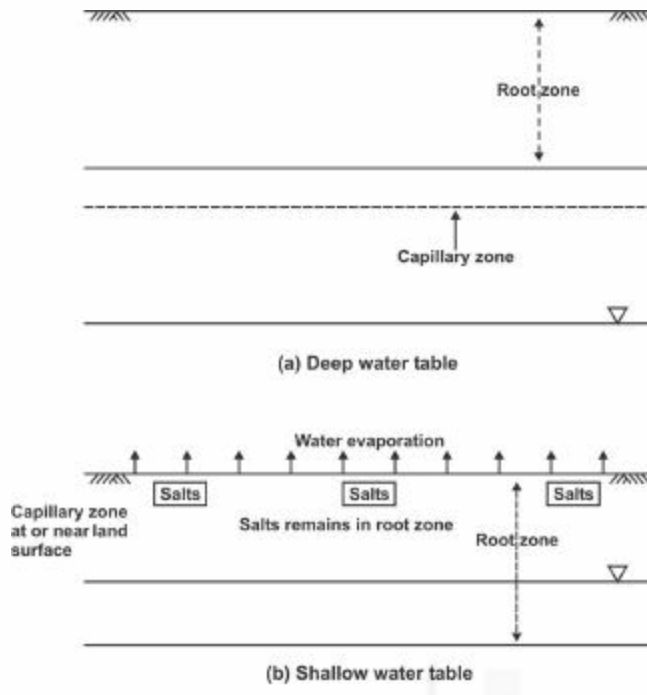 Root zone
Capillary zone
(a) Deep water table
Water evaporation
Salts
Salts
Salts
Capillary zone
at or near land
surface
Salts remains in root zone
Root zone
(b) Shallow water table